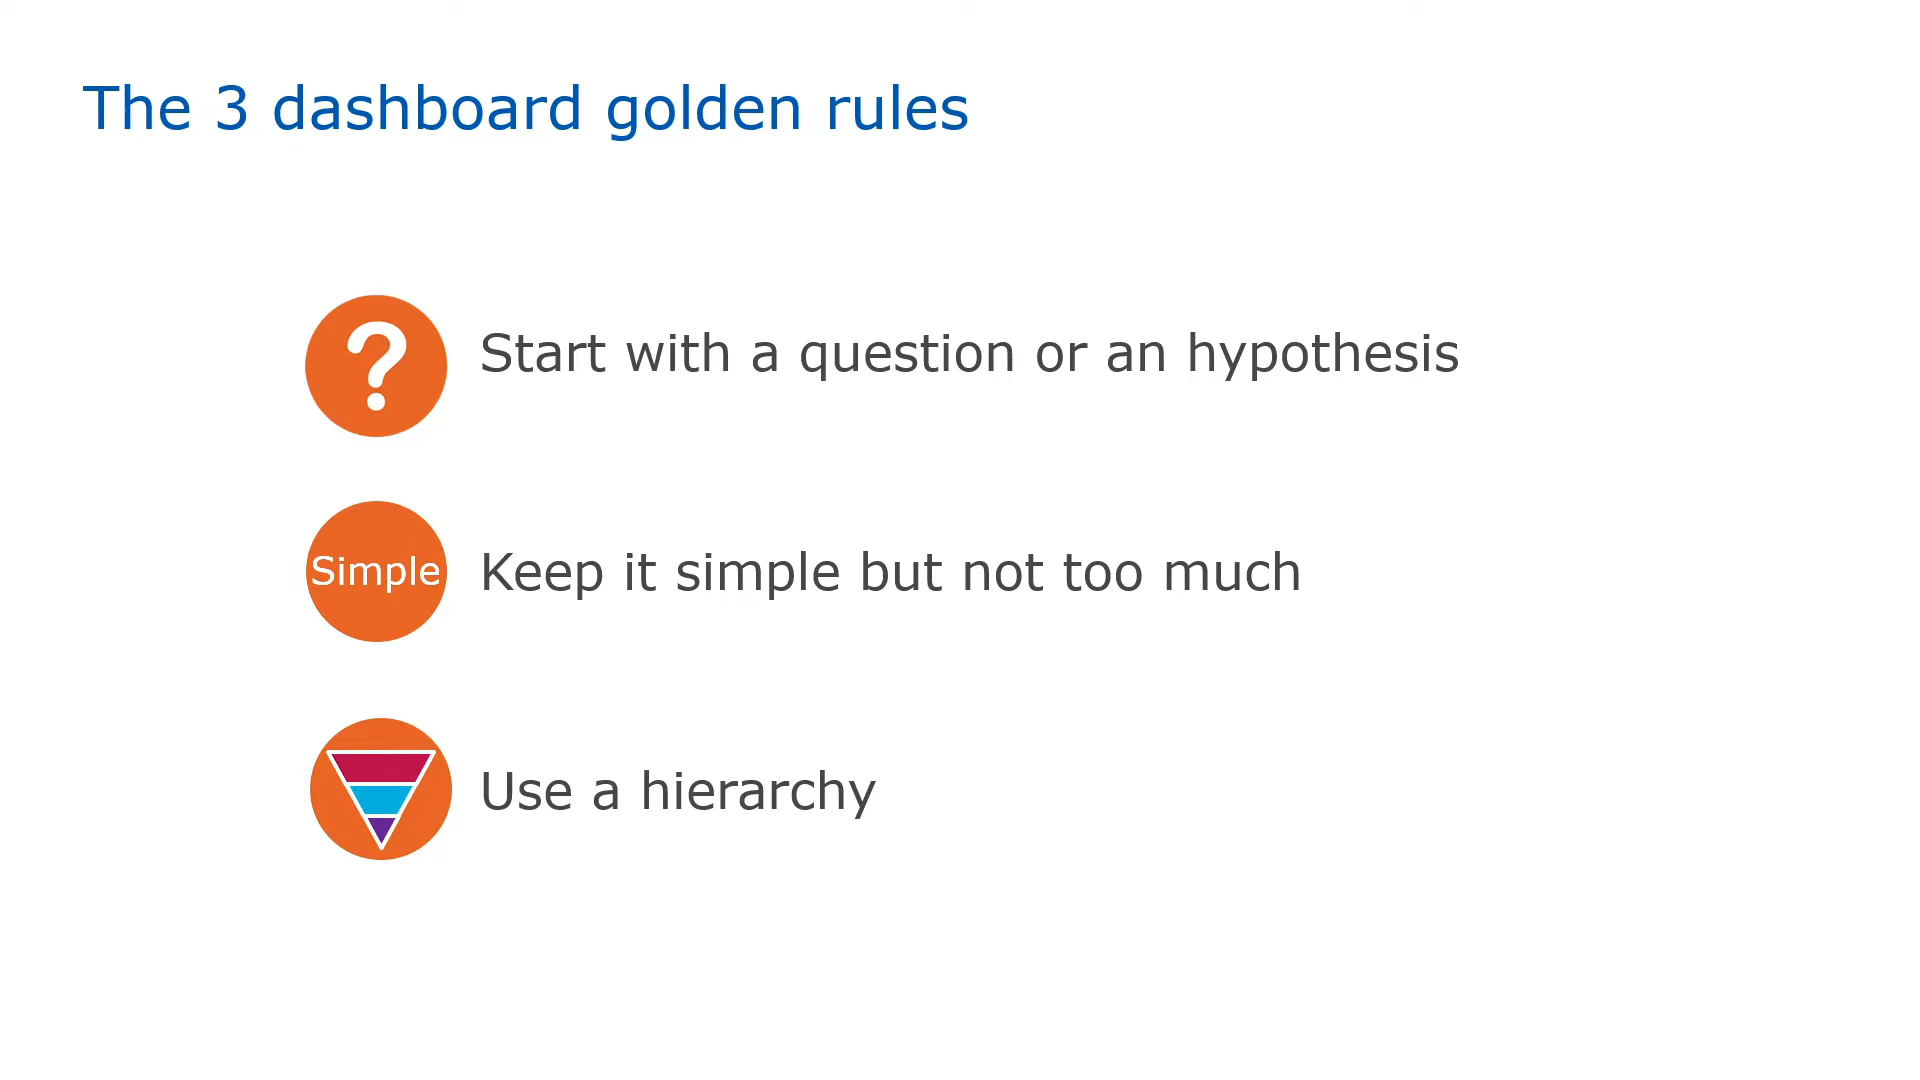 The 3 dashboard golden rules
?
Start with a question or an hypothesis
Simple
Keep it simple but not too much
Use a hierarchy